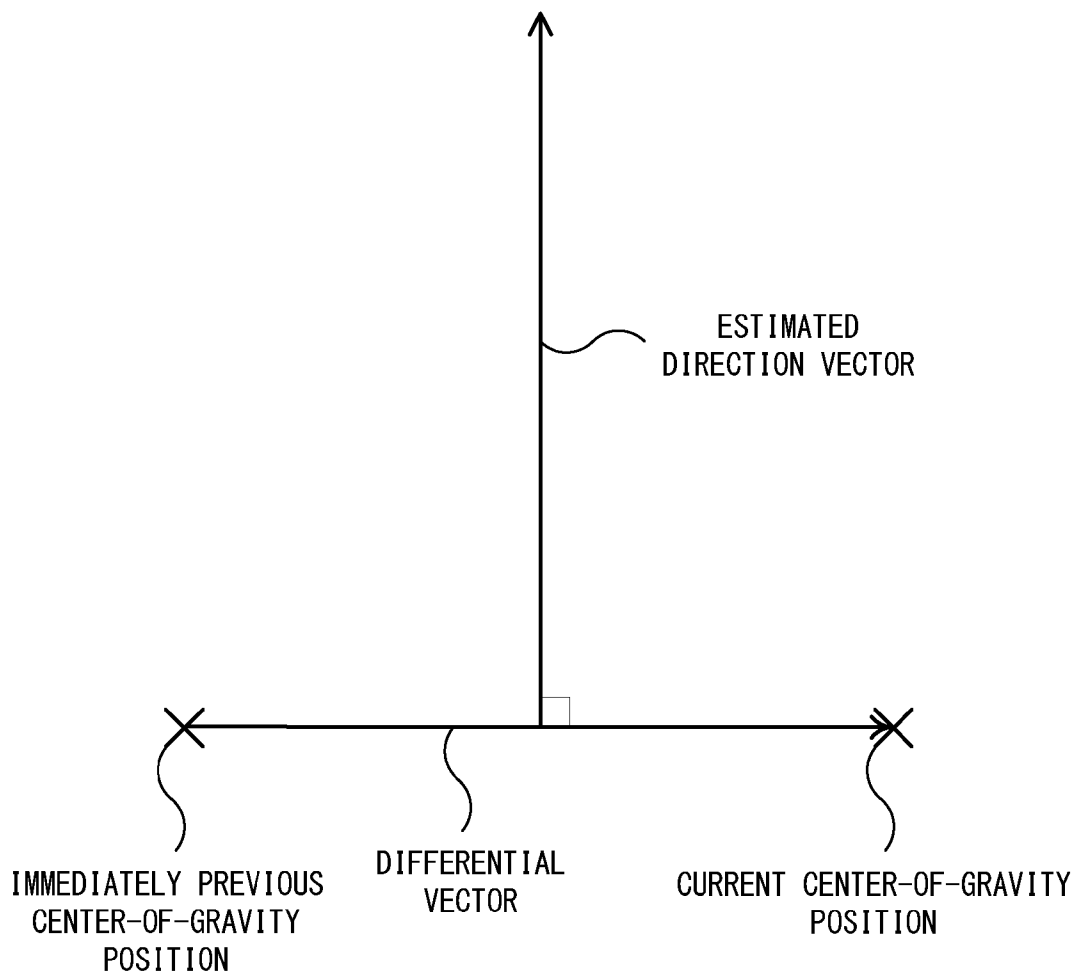 ESTIMATED
DIRECTION VECTOR
IMMEDIATELY PREVIOUS
CENTER-OF-GRAVITY
POSITION
DIFFERENTIAL
VECTOR
CURRENT CENTER-OF-GRAVITY
POSITION